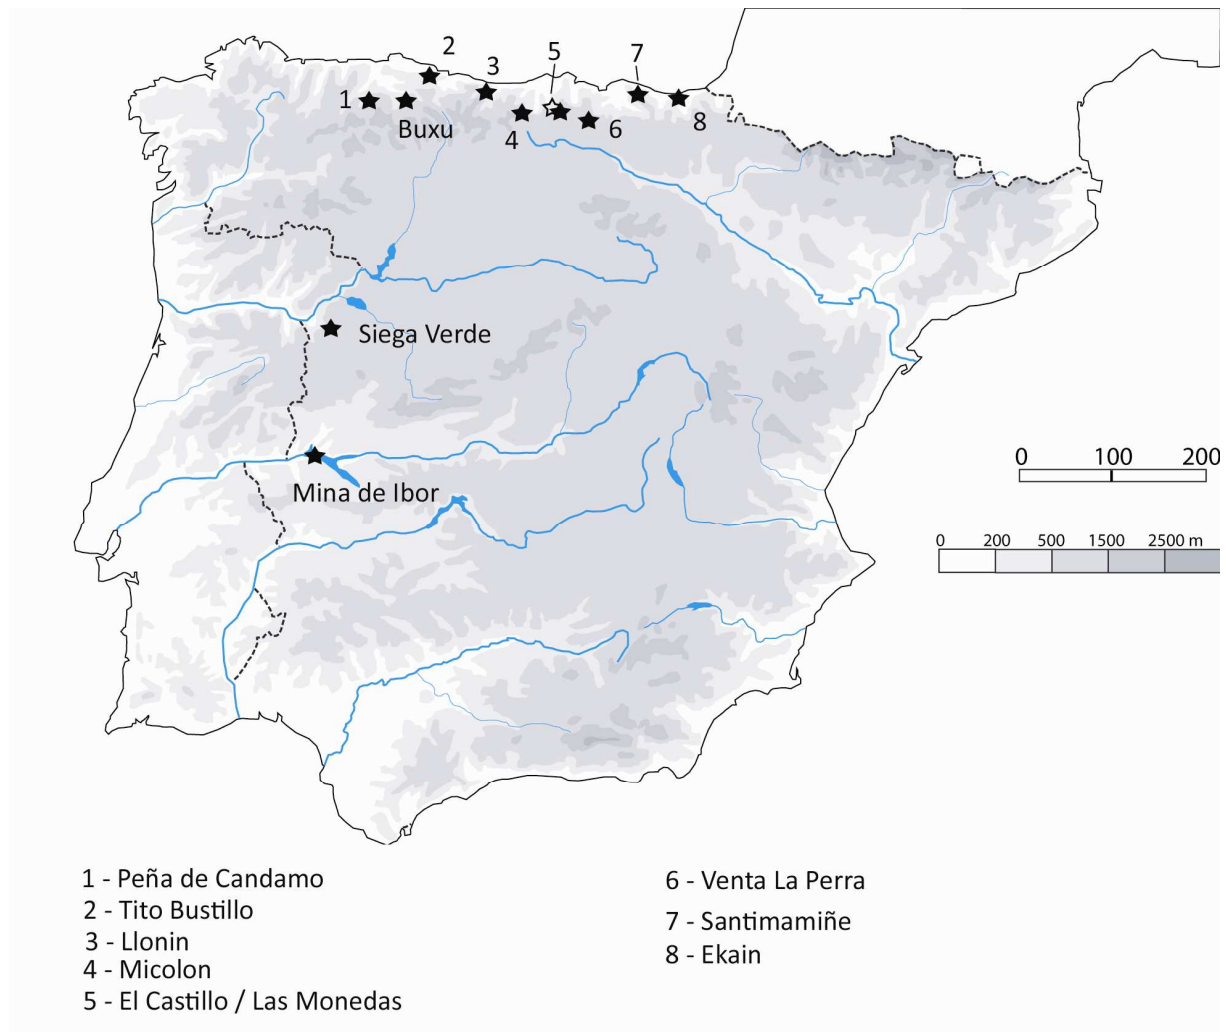 2
3
5
7
1
Buxu
4
6
8
Siega Verde
Mina de Ibor
0 100 200
0 200 500 1500 2500 m
1 - Peña de Candamo
2 - Tito Bustillo
3 - Llonin
4 - Micolon
5 - El Castillo / Las Monedas
6 - Venta La Perra
7 - Santimamiñe
8 - Ekain